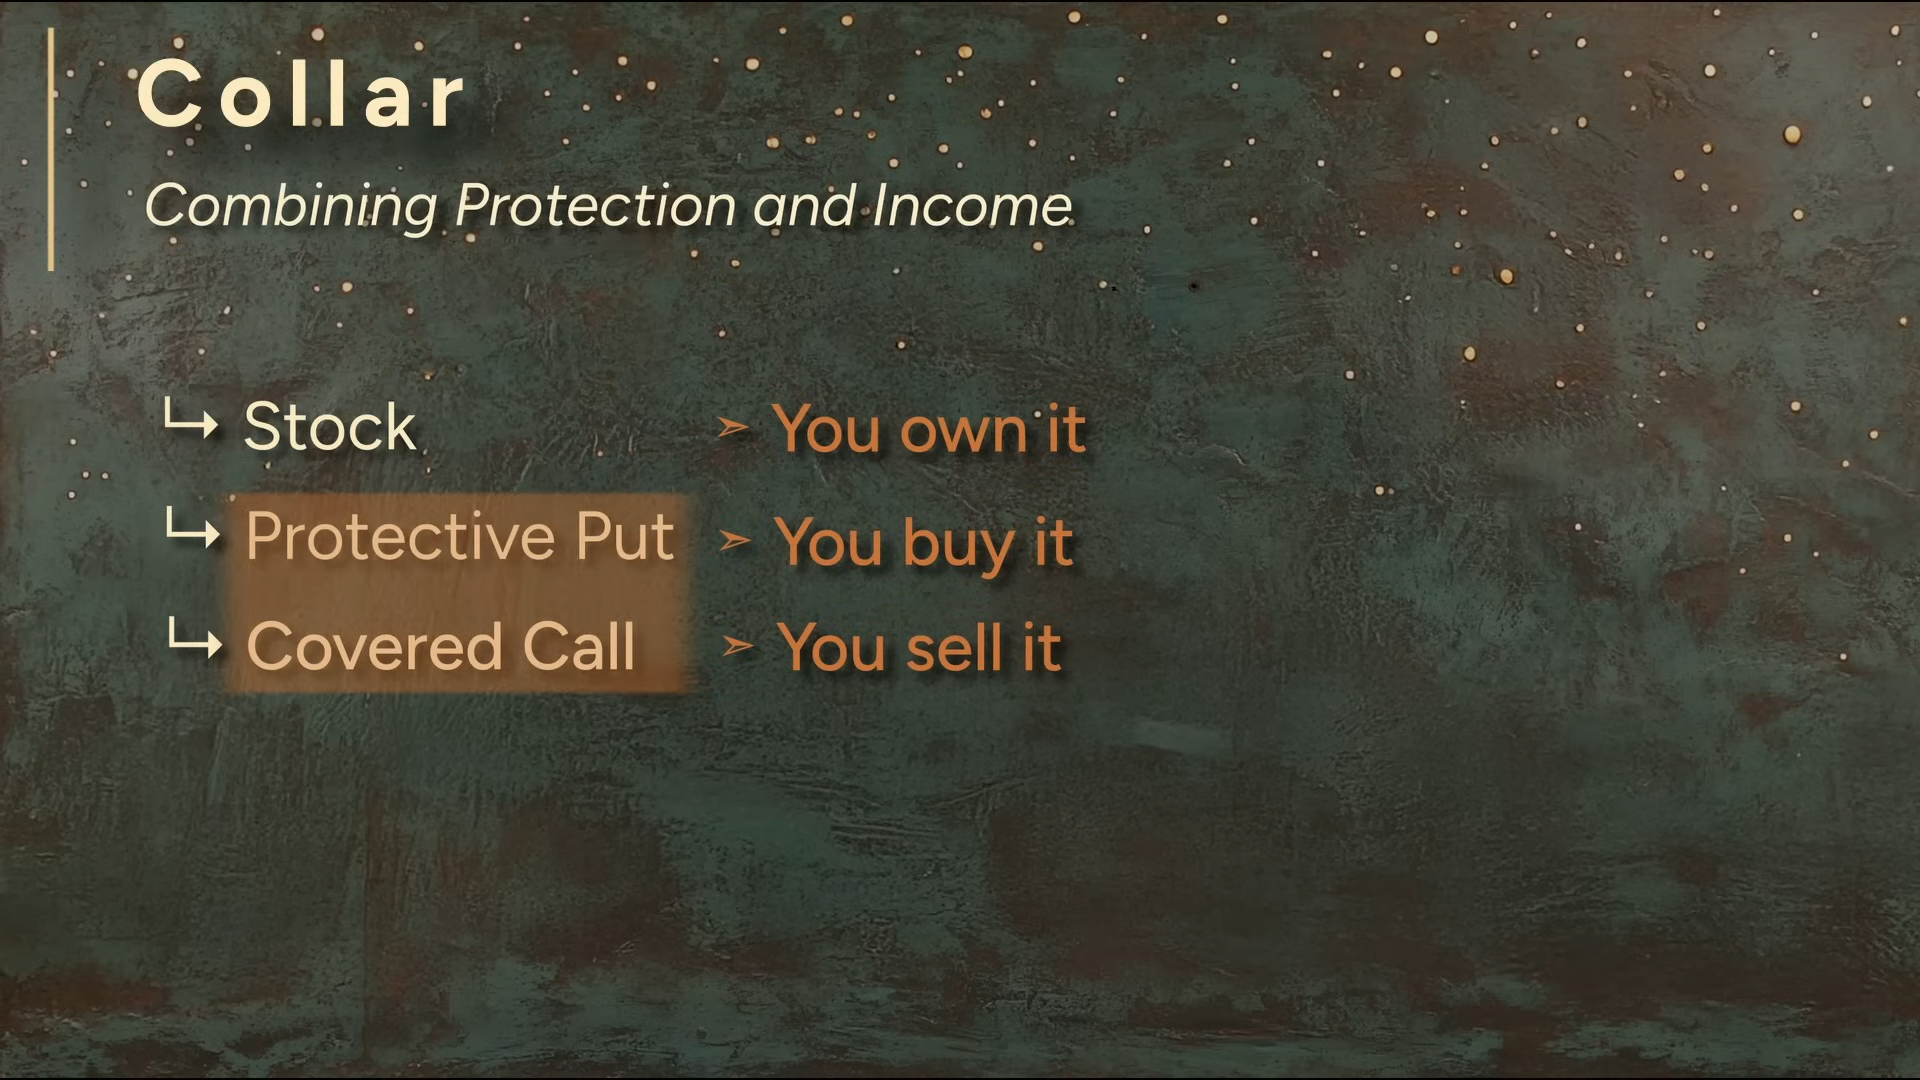 Collar
Combining Protection and Income
Stock
You own it
Protective Put
You buy it
Covered Call
You sell it